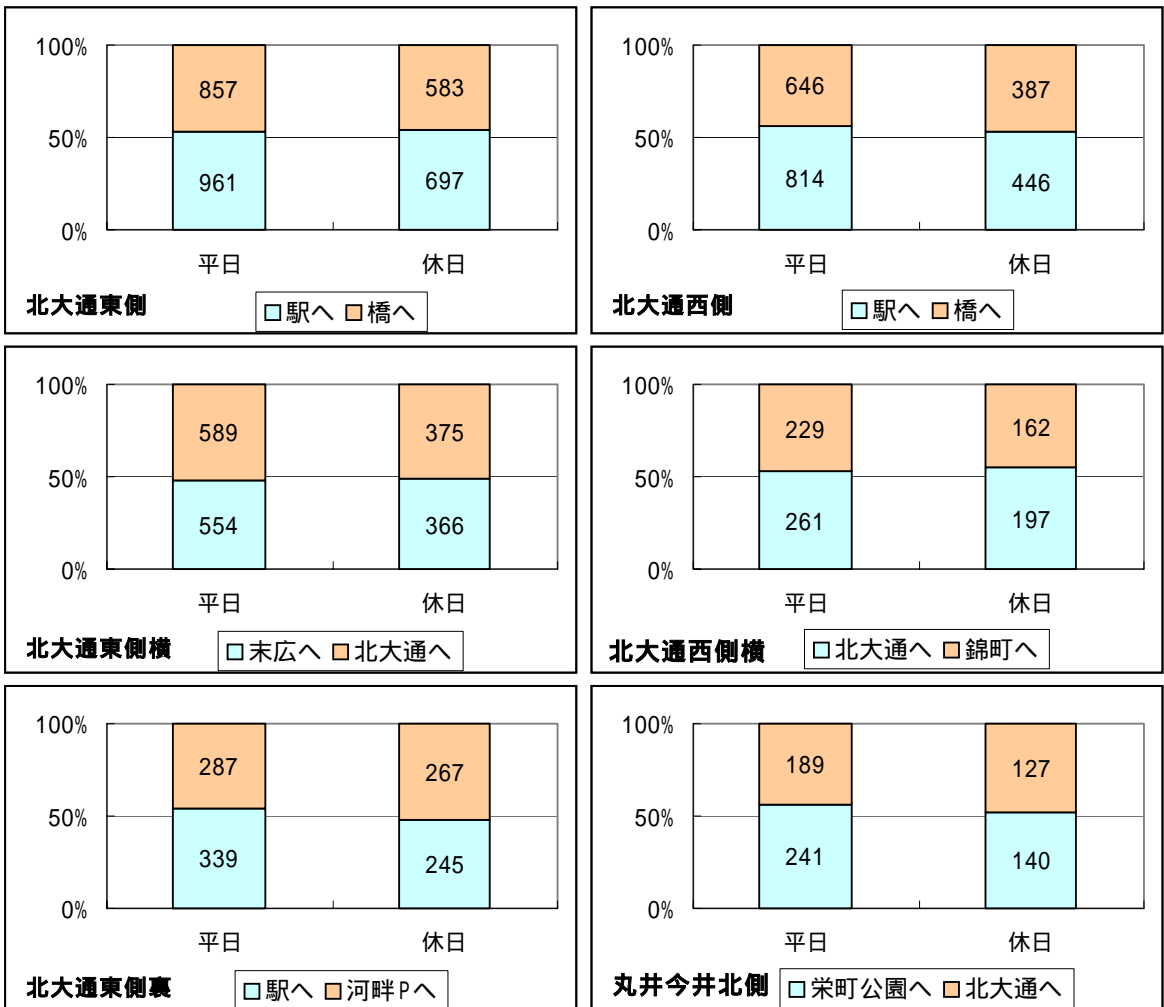 100%
857
583
50%
961
697
0%
平日
休日
北大通東側
駅へ 橋へ
100%
646
387
50%
814
446
0%
平日
休日
北大通西側
駅へ 橋へ
100%
589
375
50%
554
366
0%
平日
休日
北大通東側横
末広へ 北大通へ
100%
229
162
50%
261
197
0%
平日
休日
北大通西側横
北大通へ 錦町へ
100%
287
267
50%
339
245
0%
平日
休日
北大通東側裏
駅へ 河畔Pへ
100%
189
127
50%
241
140
0%
平日
休日
丸井今井北側
栄町公園へ 北大通へ